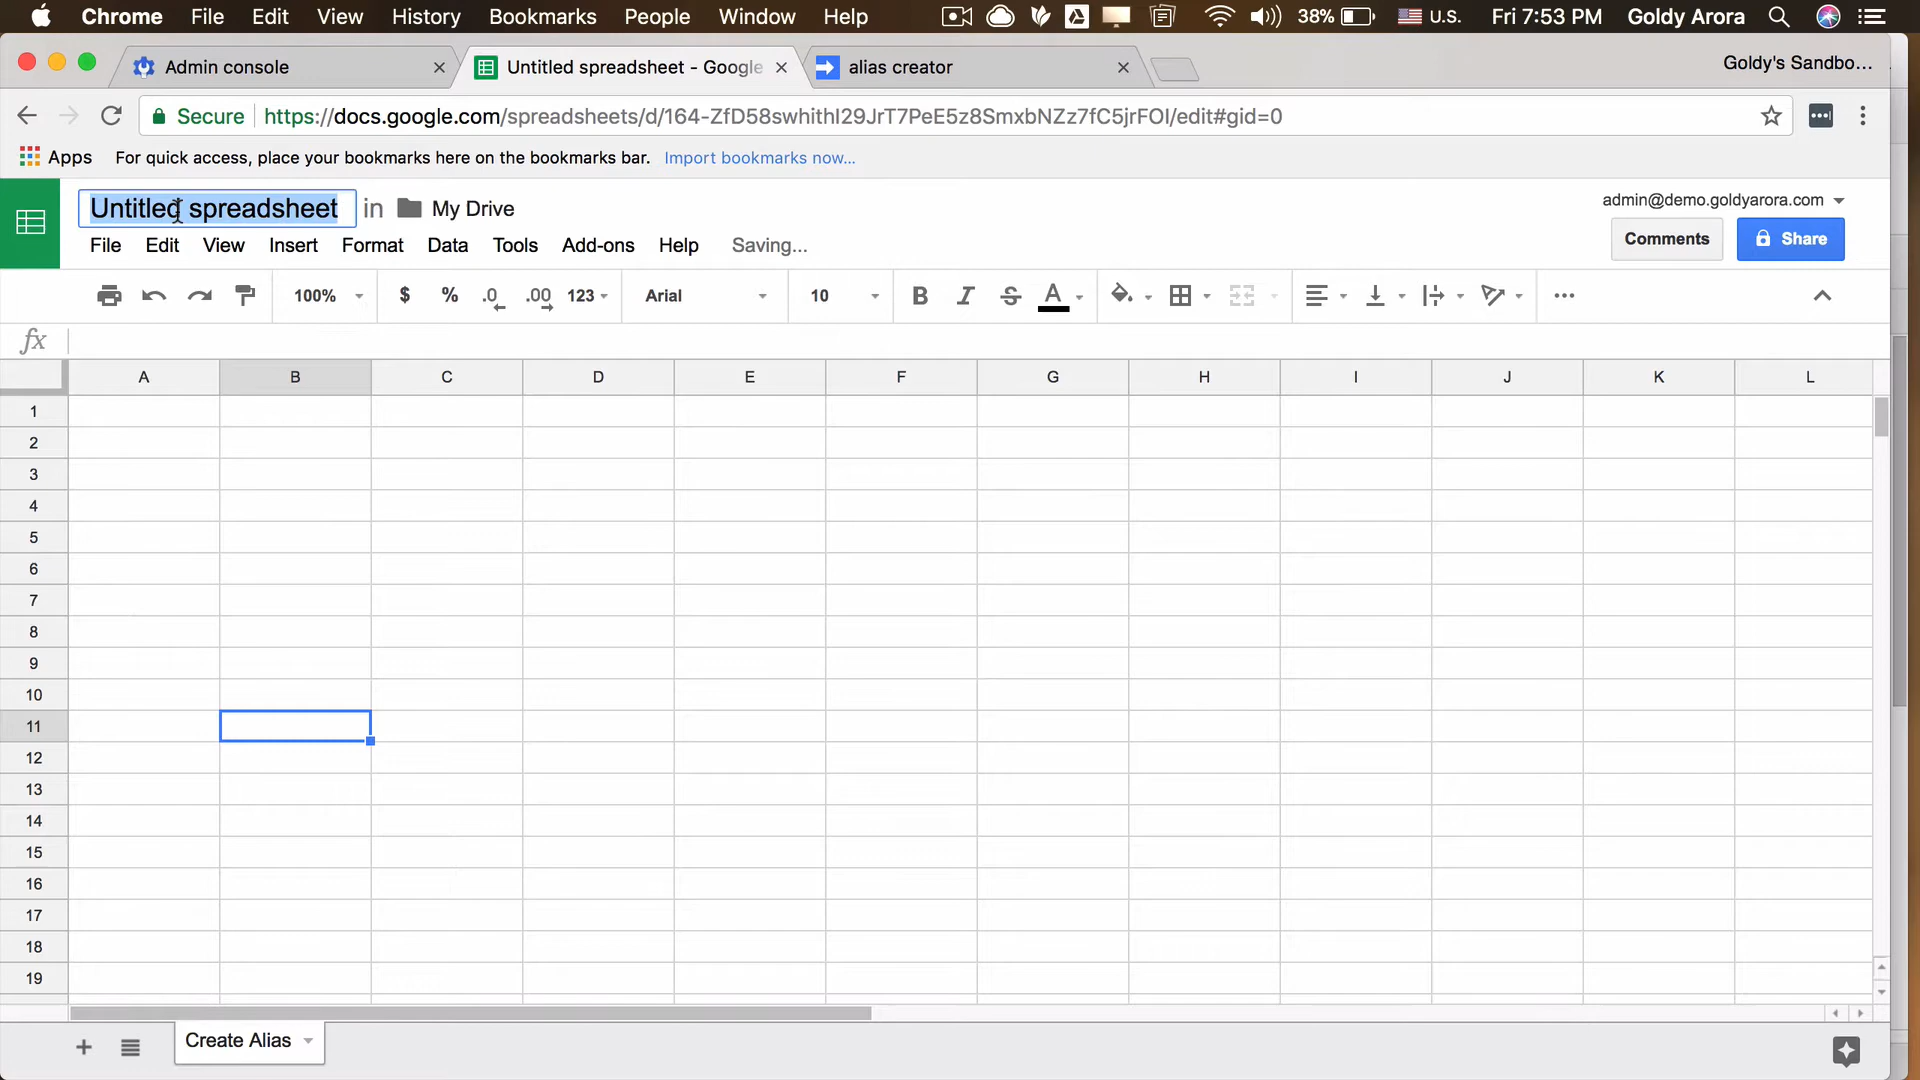 Chrome File Edit View History Bookmarks People Window Help 38% U.S. Fri 7:53 PM Goldy Arora
Admin console Untitled spreadsheet - Google alias creator Goldy's Sandbo...
Secure https://docs.google.com/spreadsheets/d/164-ZfD58swhithI29JrT7PeE5z8SmxbNZz7fC5jrFOI/edit#gid=0
Apps For quick access, place your bookmarks here on the bookmarks bar. Import bookmarks now...
Untitled spreadsheet in My Drive admin@demo.goldyarora.com
File Edit View Insert Format Data Tools Add-ons Help Saving... Comments Share
100% $ % .0 .00 123 Arial 10 B I S A
fx
A B C D E F G H I J K L
1
2
3
4
5
6
7
8
9
10
11
12
13
14
15
16
17
18
19
Create Alias